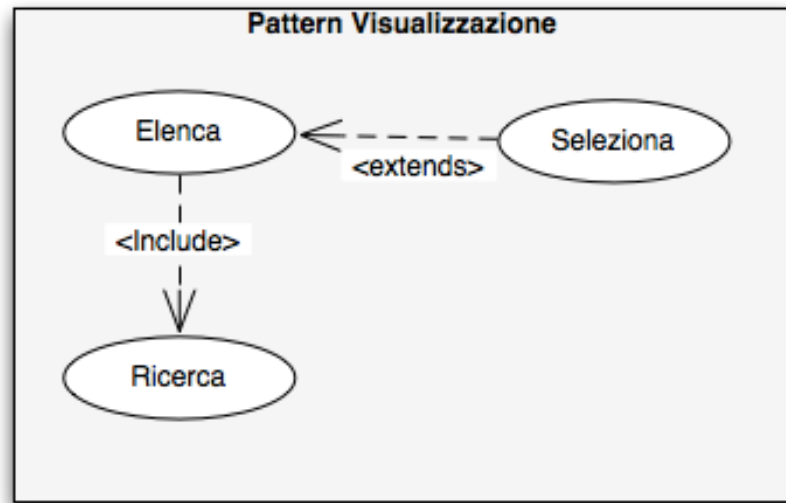 Pattern Visualizzazione
Elenca
Seleziona
<extends>
<Include>
Ricerca